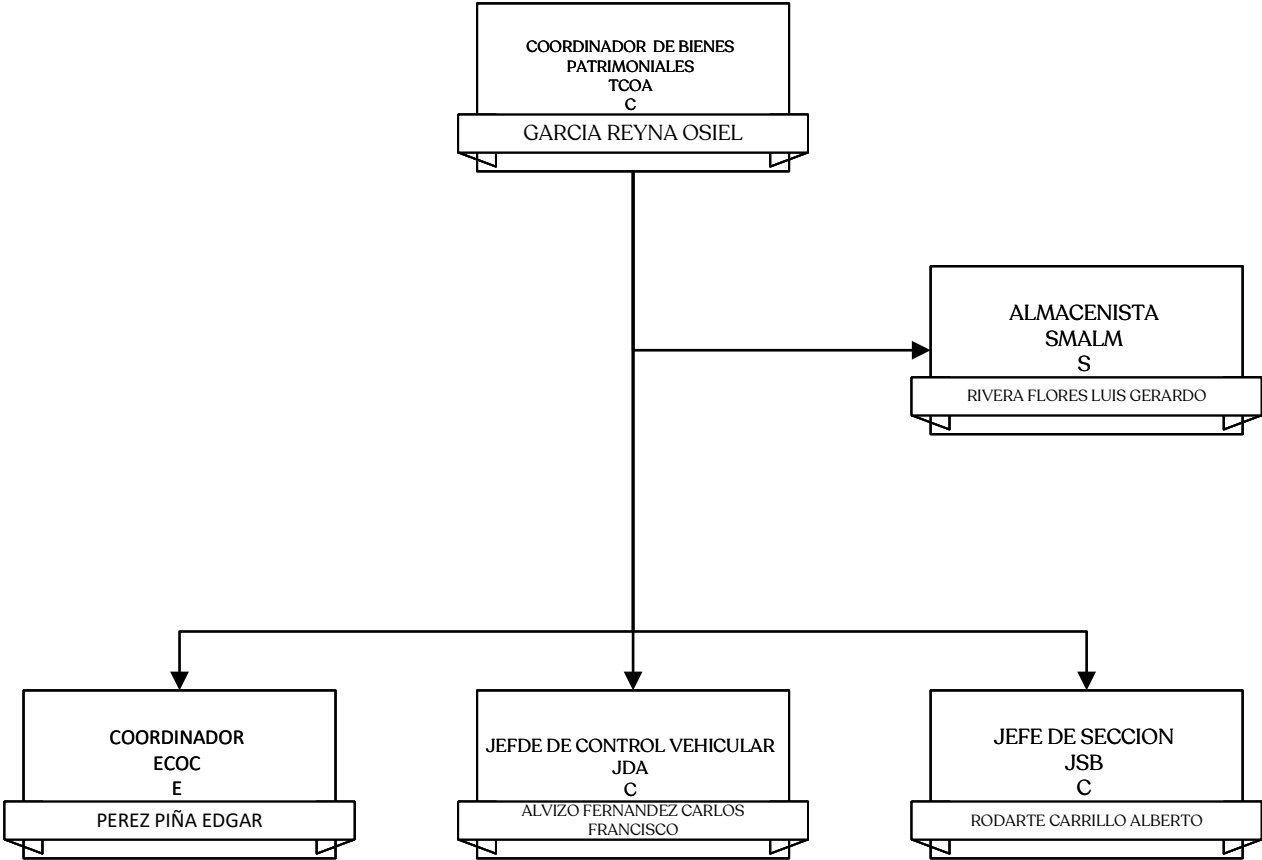 COORDINADOR DE BIENES
PATRIMONIALES
TCOA
C
GARCIA REYNA OSIEL
ALMACENISTA
SMALM
S
RIVERA FLORES LUIS GERARDO
COORDINADOR
ECOC
E
PEREZ PIÑA EDGAR
JEFDE DE CONTROL VEHICULAR
JDA
C
ALVIZO FERNANDEZ CARLOS
FRANCISCO
JEFE DE SECCION
JSB
C
RODARTE CARRILLO ALBERTO